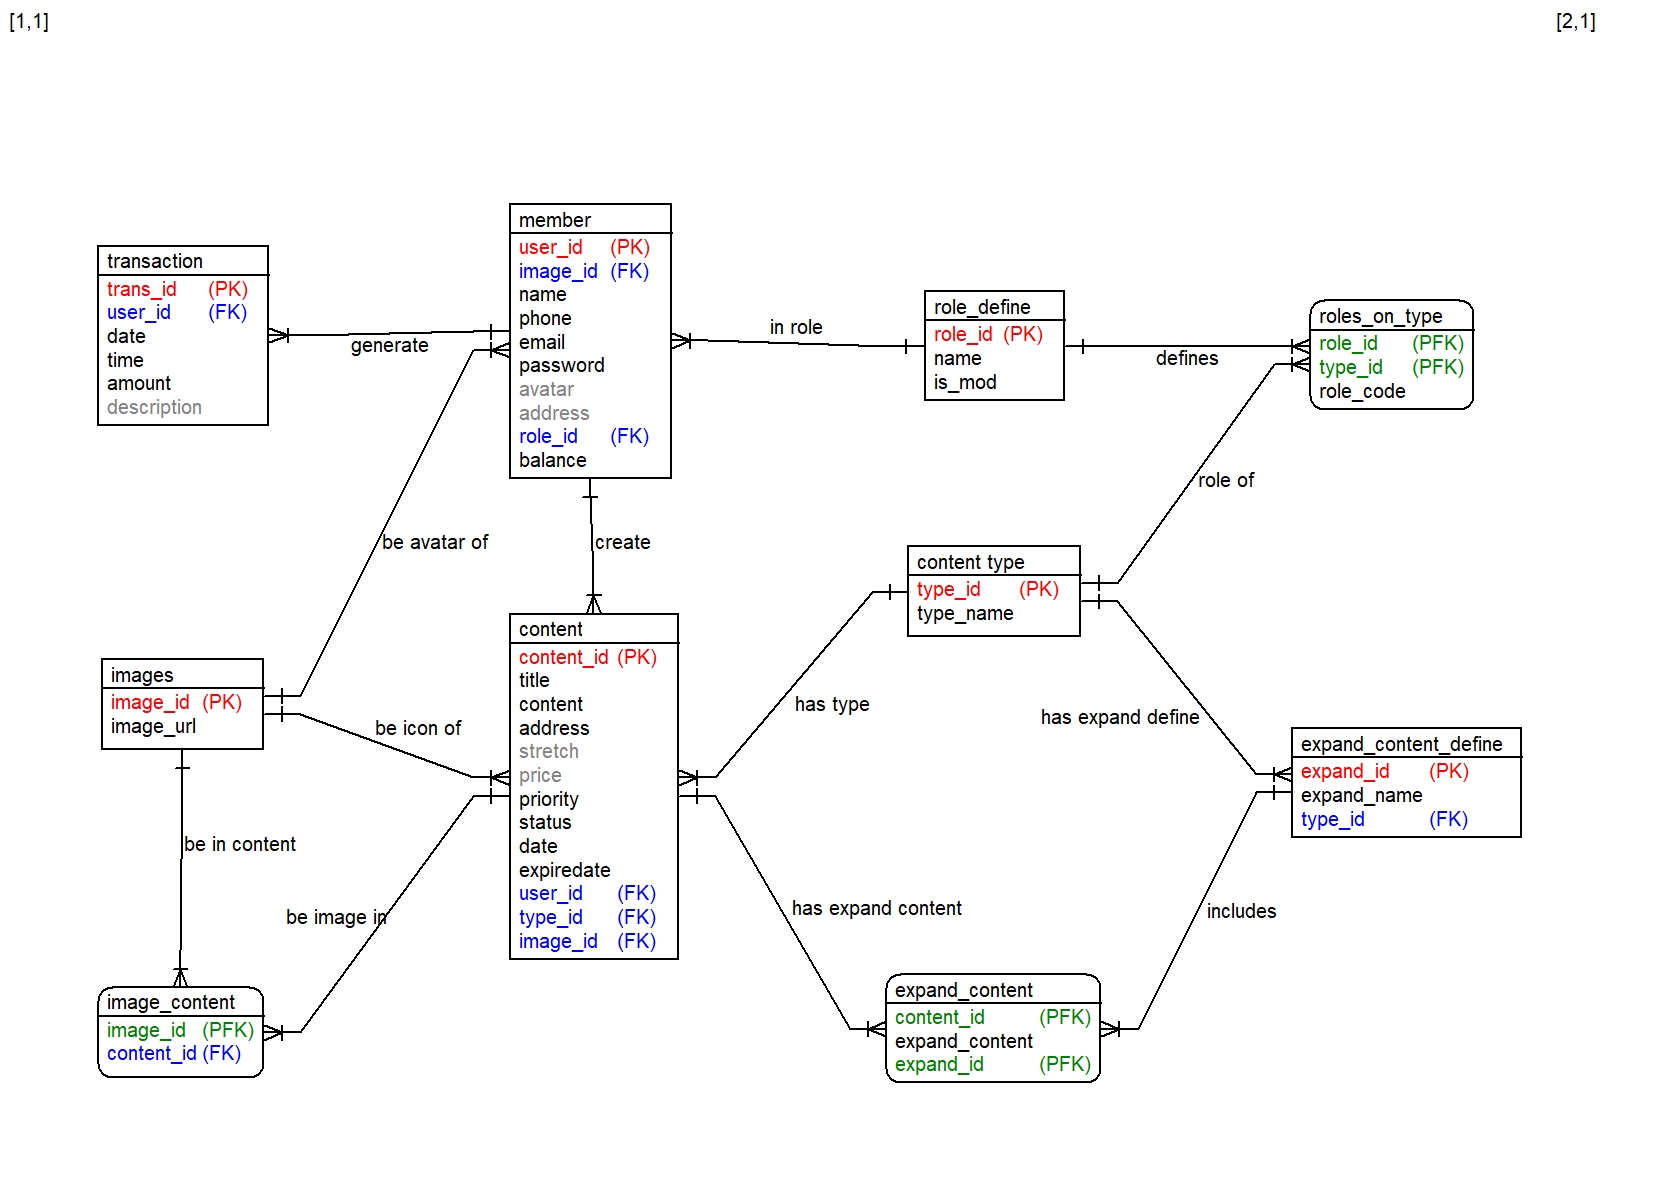 [1,1]
[2,1]
member
user_id (PK)
image_id (FK)
name
phone
email
password
avatar
address
role_id (FK)
balance
transaction
trans_id (PK)
user_id (FK)
date
time
amount
description
generate
in role
role_define
role_id (PK)
name
is_mod
defines
roles_on_type
role_id (PFK)
type_id (PFK)
role_code
role of
be avatar of
create
content type
type_id (PK)
type_name
content
content_id (PK)
title
content
address
stretch
price
priority
status
date
expiredate
user_id (FK)
type_id (FK)
image_id (FK)
images
image_id (PK)
image_url
be icon of
has type
has expand define
expand_content_define
expand_id (PK)
expand_name
type_id (FK)
be in content
be image in
has expand content
includes
image_content
image_id (PFK)
content_id (FK)
expand_content
content_id (PFK)
expand_content
expand_id (PFK)